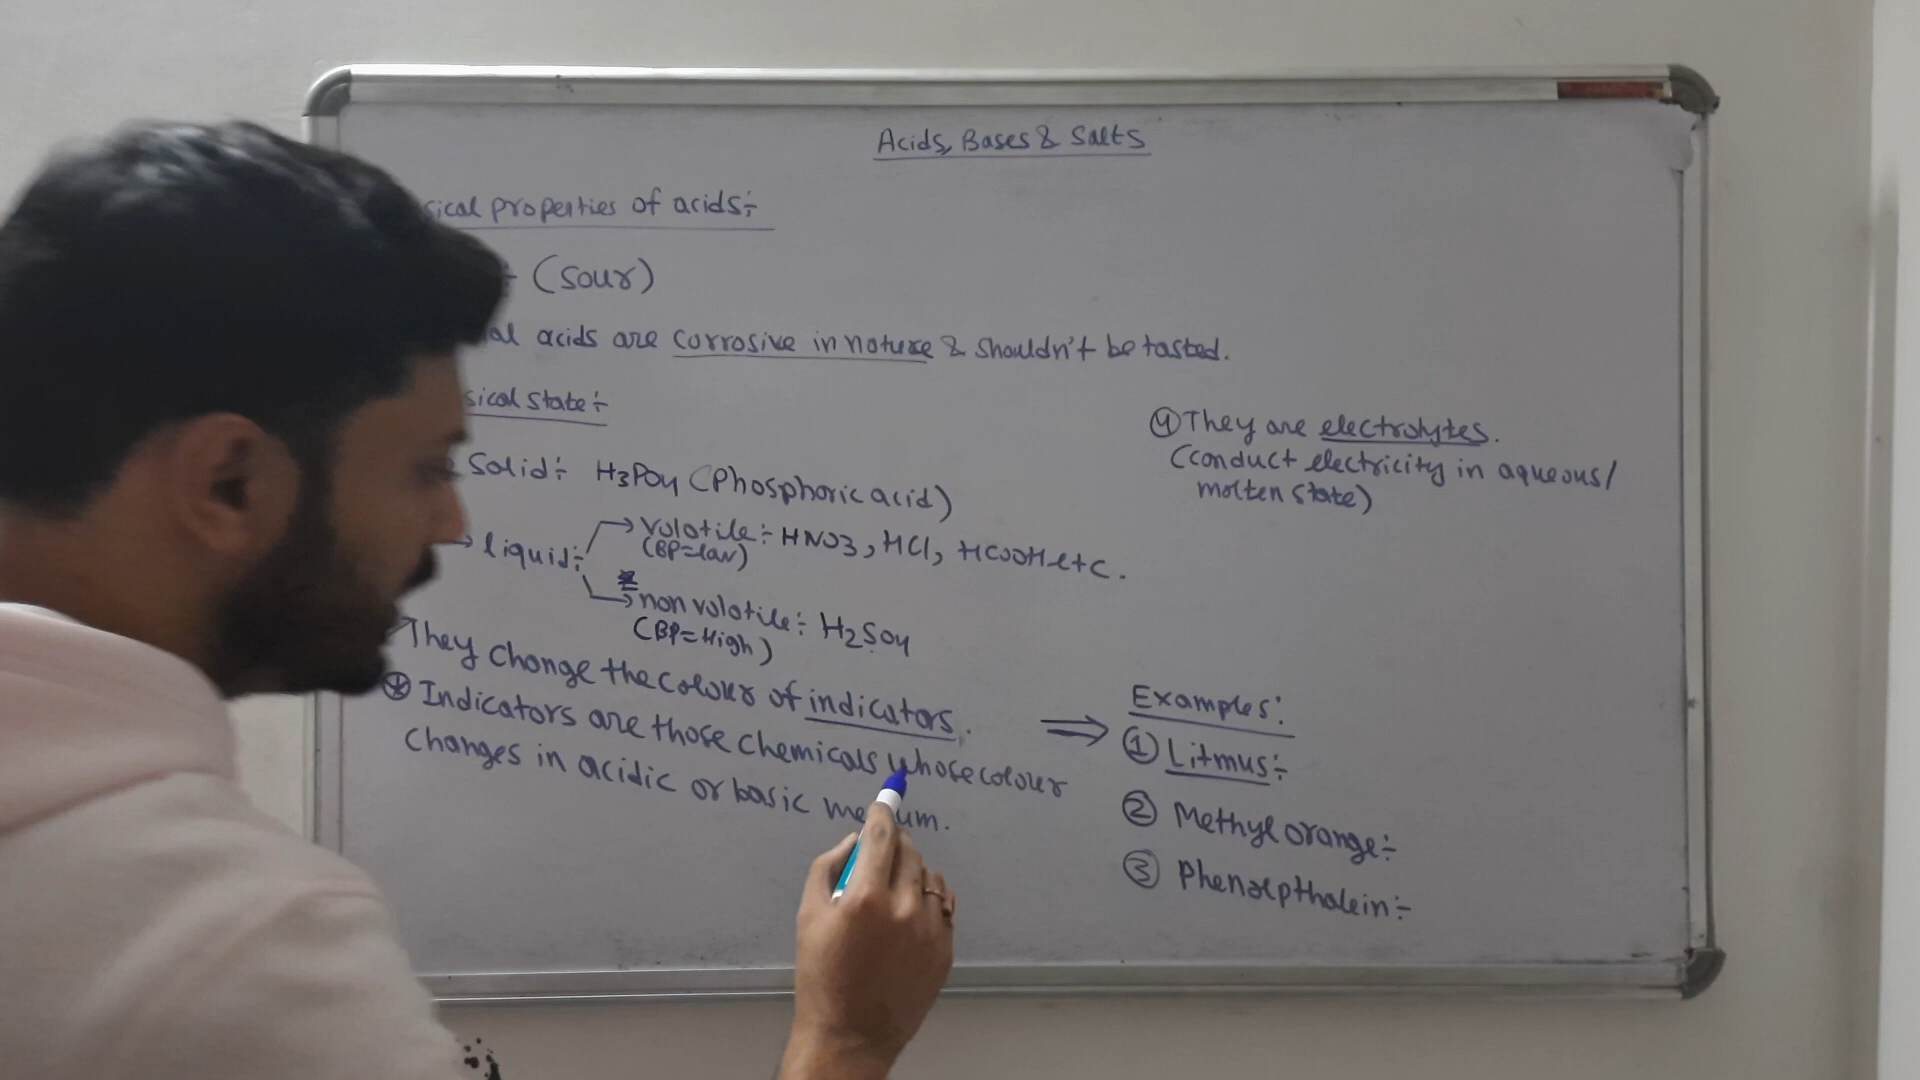 Acids, Bases & Salts
sical properties of acids:-
:- (Sour)
al acids are corrosive in nature & shouldn't be tasted.
sical state:-
Solid:- H3PO4 (Phosphoric acid)
→ liquid:- → volatile:- HNO3, HCl, HCOOH etc.
(BP=low)
* → non volatile:- H2SO4
(BP=High)
They change the colour of indicators.
* Indicators are those chemicals whose colour
changes in acidic or basic me um.
④ They are electrolytes.
(conduct electricity in aqueous/
molten state)
⇒ Examples:
① Litmus:-
② Methyl orange:-
③ Phenolpthalein:-